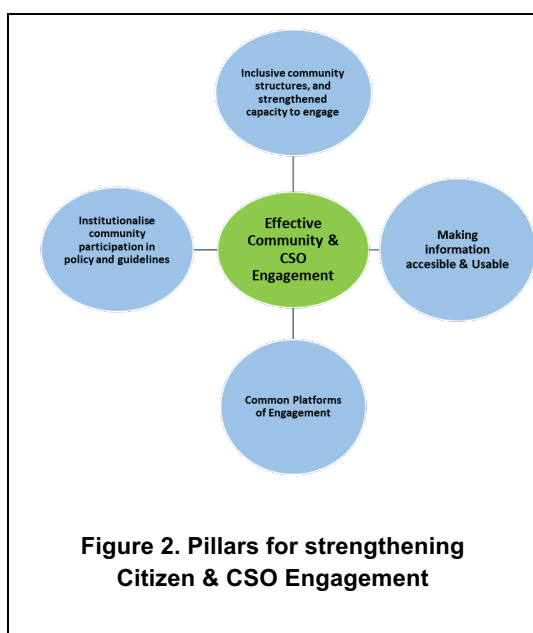 Inclusive community
structures, and
strengthened
capacity to engage
Institutionalise
community
participation in
policy and guidelines
Effective
Community &
CSO
Engagement
Making
information
accesible & Usable
Common Platforms
of Engagement
Figure 2. Pillars for strengthening
Citizen & CSO Engagement